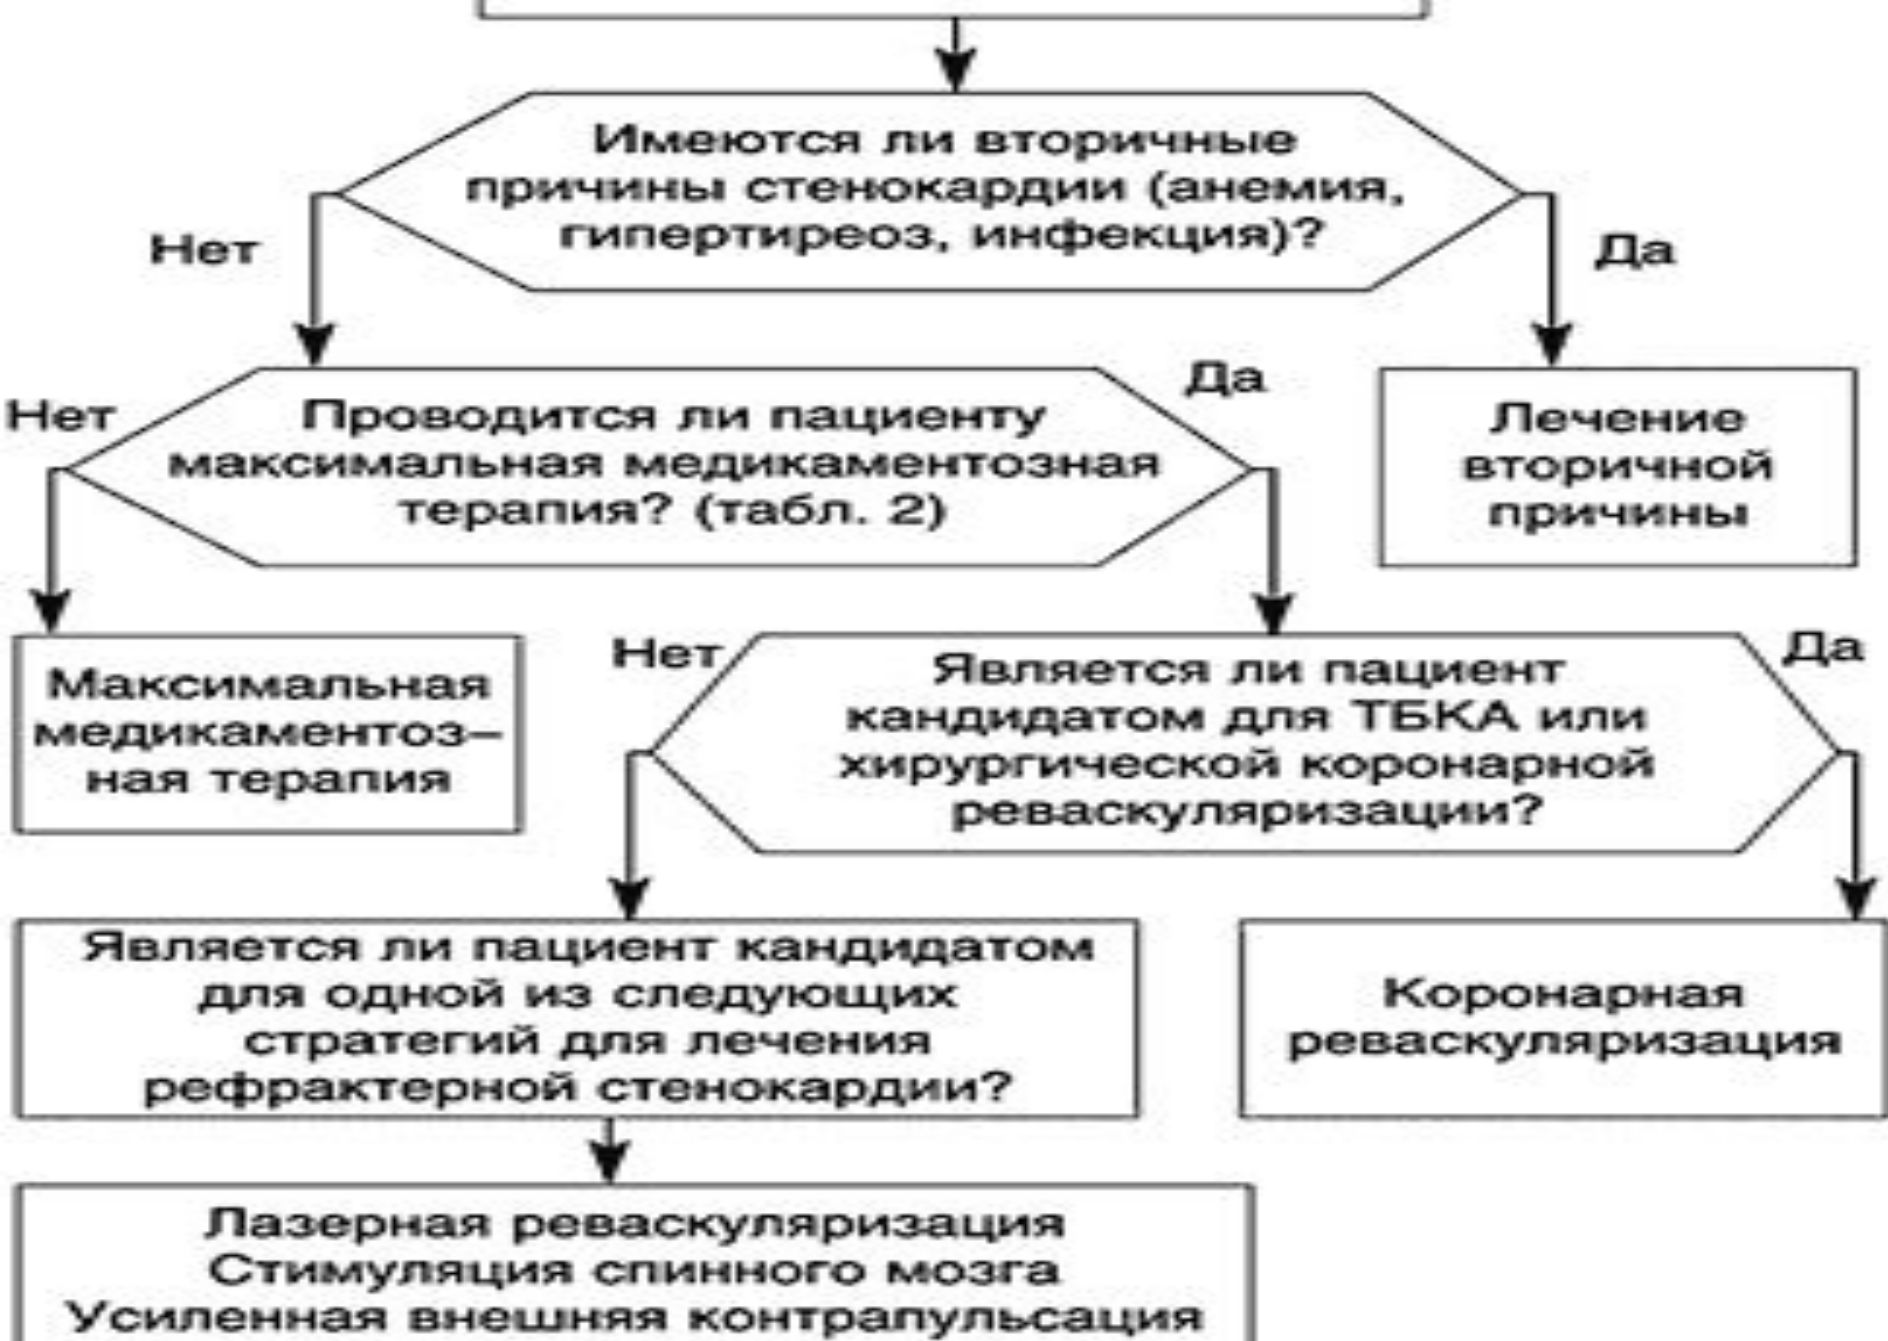 Имеются ли вторичные
причины стенокардии (анемия,
гипертиреоз, инфекция)?
Нет
Да
Нет
Проводится ли пациенту
максимальная медикаментозная
терапия? (табл. 2)
Да
Лечение
вторичной
причины
Максимальная
медикаментоз–
ная терапия
Нет
Является ли пациент
кандидатом для ТБКА или
хирургической коронарной
реваскуляризации?
Да
Является ли пациент кандидатом
для одной из следующих
стратегий для лечения
рефрактерной стенокардии?
Коронарная
реваскуляризация
Лазерная реваскуляризация
Стимуляция спинного мозга
Усиленная внешняя контрапульсация